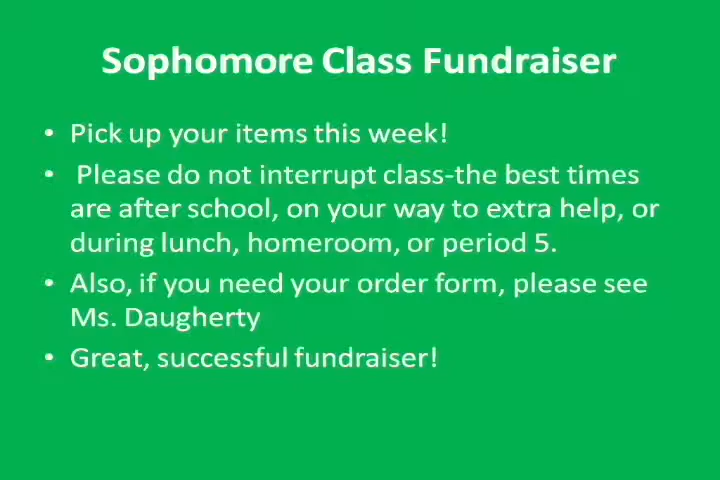 Sophomore Class Fundraiser
• Pick up your items this week!
• Please do not interrupt class-the best times
are after school, on your way to extra help, or
during lunch, homeroom, or period 5.
• Also, if you need your order form, please see
Ms. Daugherty
• Great, successful fundraiser!